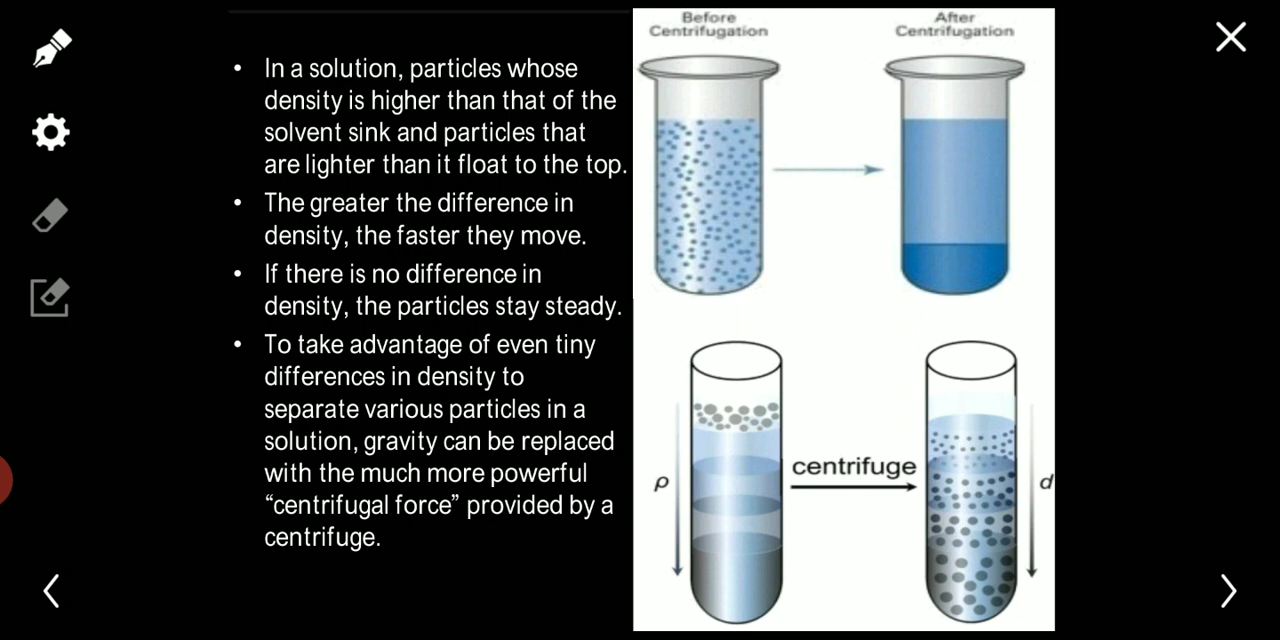 • In a solution, particles whose
density is higher than that of the
solvent sink and particles that
are lighter than it float to the top.
• The greater the difference in
density, the faster they move.
• If there is no difference in
density, the particles stay steady.
• To take advantage of even tiny
differences in density to
separate various particles in a
solution, gravity can be replaced
with the much more powerful
“centrifugal force” provided by a
centrifuge.
Before
Centrifugation
After
Centrifugation
ρ
centrifuge
d